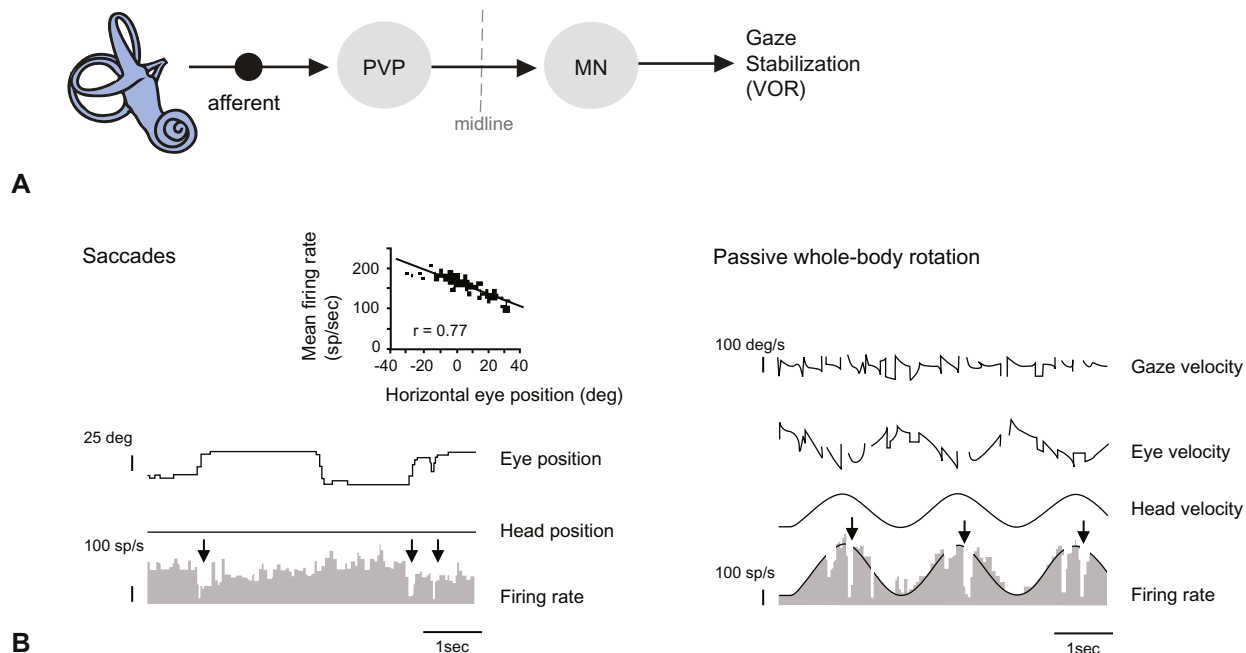 PVP
MN
Gaze
Stabilization
(VOR)
afferent
midline
A
Saccades
Mean firing rate
(sp/sec)
200
100
0
r = 0.77
-40 -20 0 20 40
Horizontal eye position (deg)
25 deg
Eye position
Head position
100 sp/s
Firing rate
1sec
Passive whole-body rotation
100 deg/s
Gaze velocity
Eye velocity
Head velocity
100 sp/s
Firing rate
1sec
B